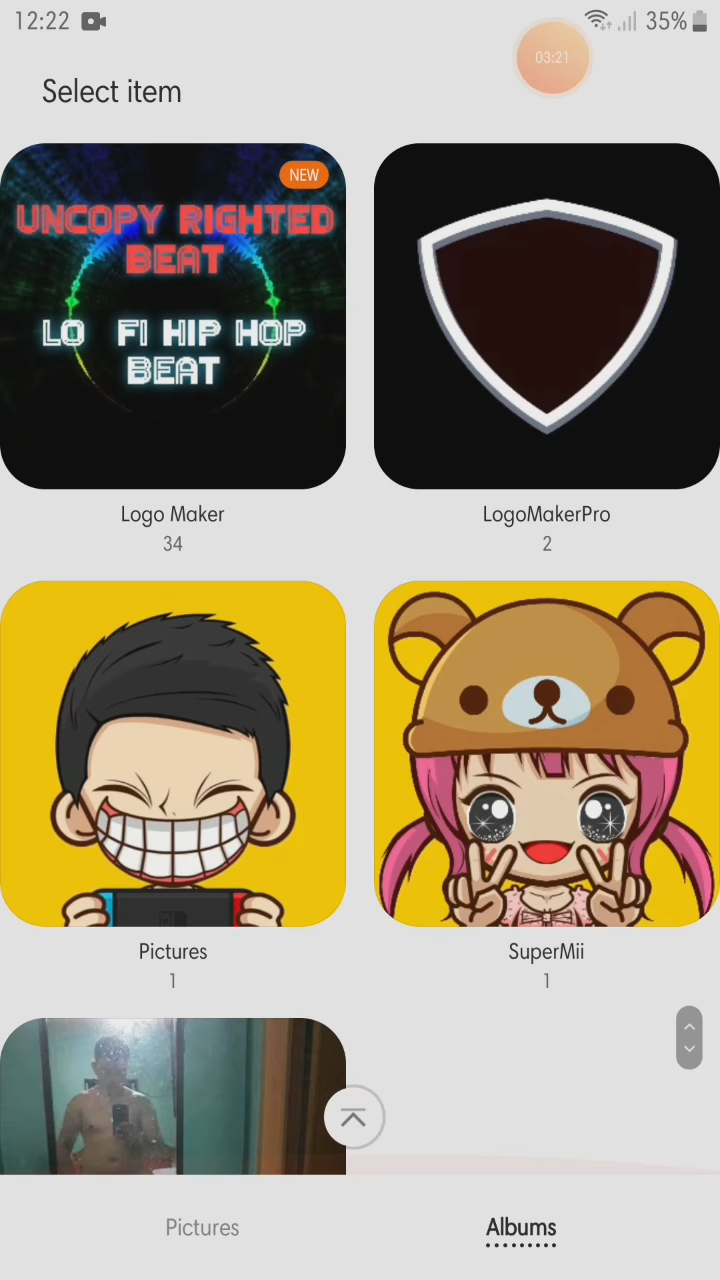 12:22
35%
03:21
Select item
NEW
UNCOPY RIGHTED
BEAT
LO FI HIP HOP
BEAT
Logo Maker
34
LogoMakerPro
2
Pictures
1
SuperMii
1
Pictures
Albums